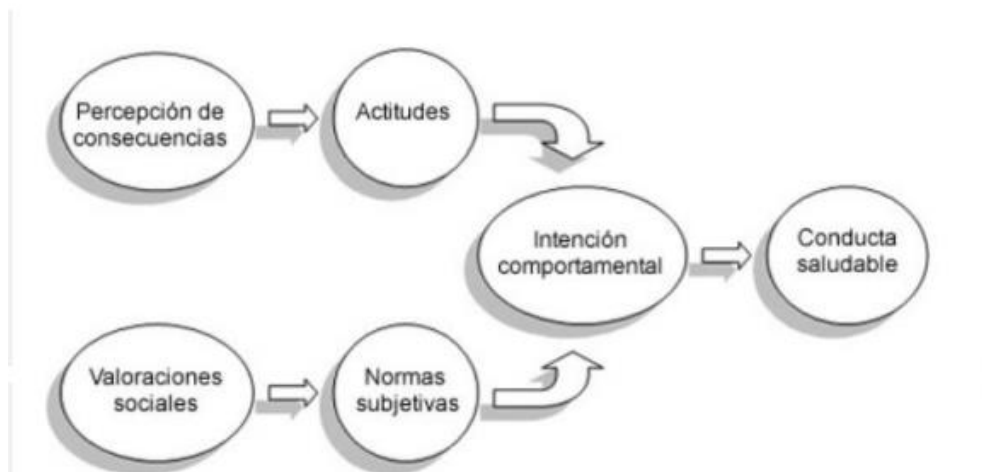 Percepción de
consecuencias
Actitudes
Intención
comportamental
Conducta
saludable
Valoraciones
sociales
Normas
subjetivas